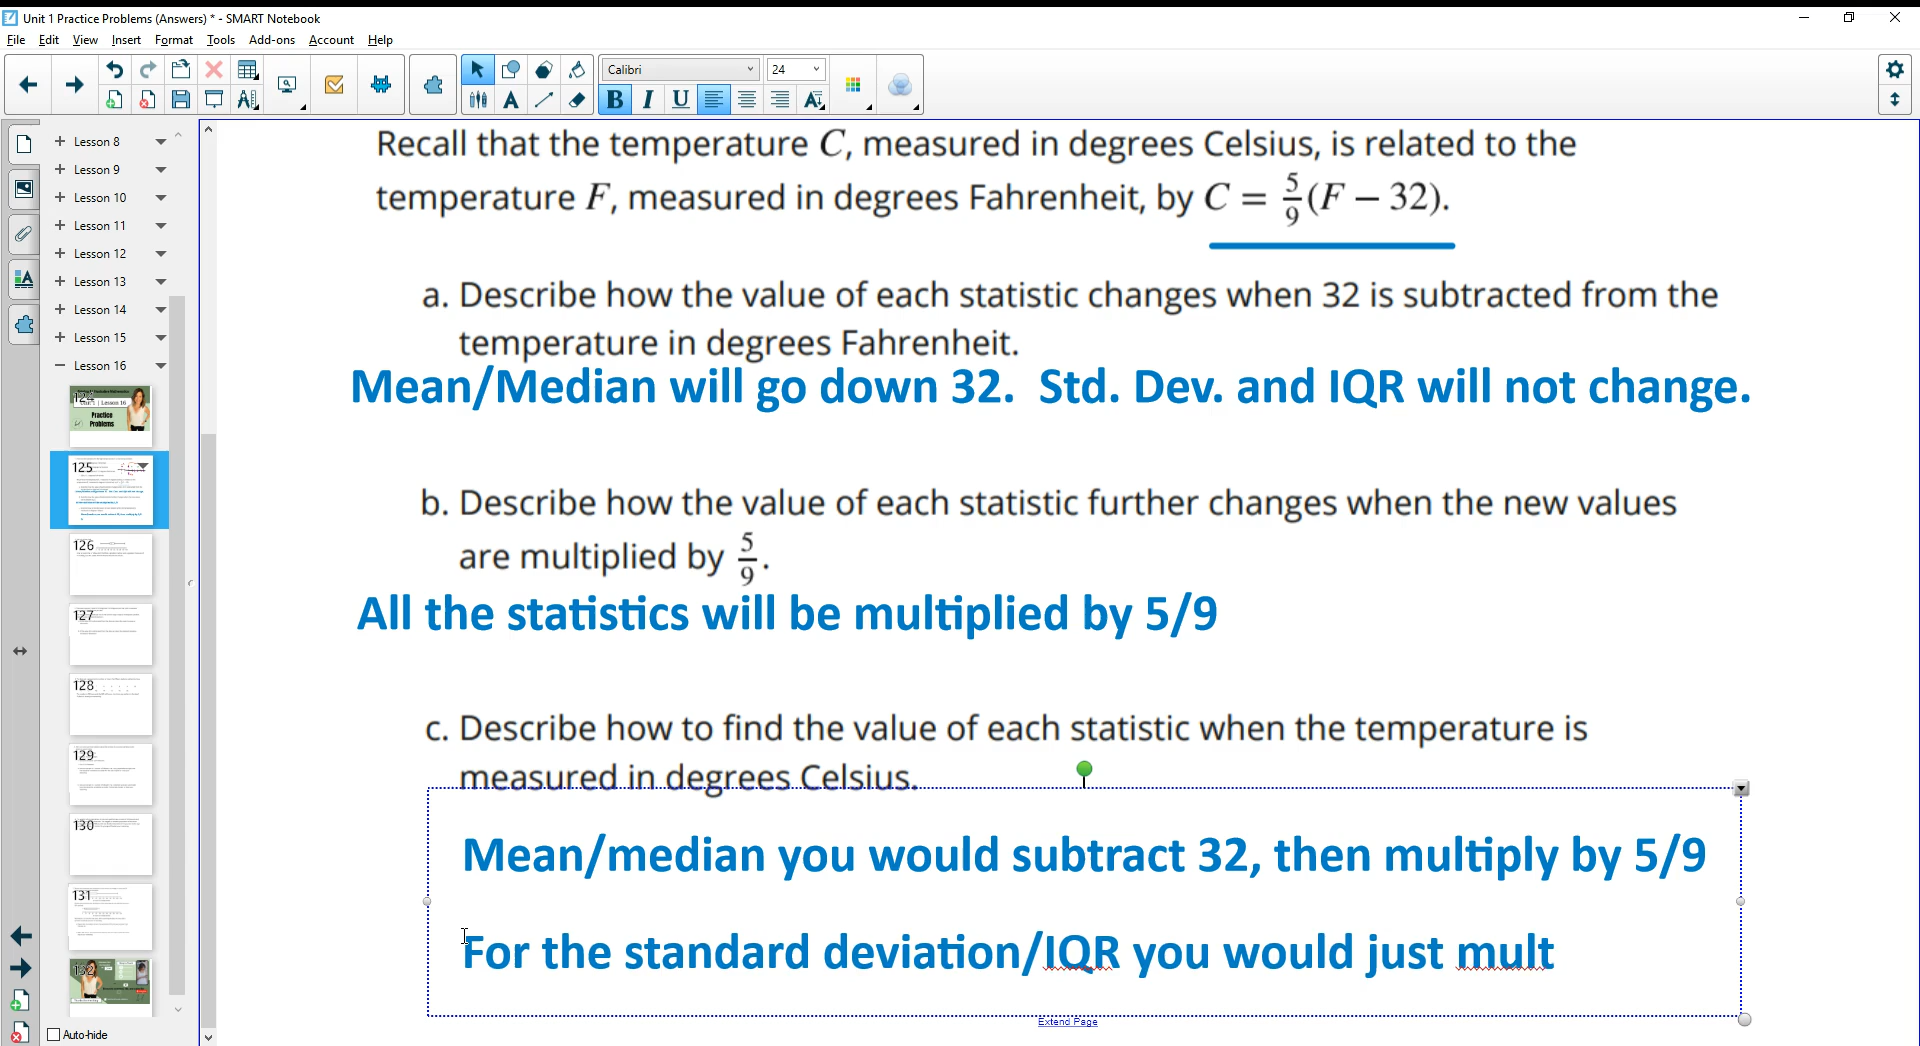 Unit 1 Practice Problems (Answers) * - SMART Notebook
File Edit View Insert Format Tools Add-ons Account Help
Calibri 24
B I U
Lesson 8
Lesson 9
Lesson 10
Lesson 11
Lesson 12
Lesson 13
Lesson 14
Lesson 15
Lesson 16
124
Lesson 16
Practice
Problems
125
126
127
128
129
130
131
132
Auto-hide
Recall that the temperature C, measured in degrees Celsius, is related to the
temperature F, measured in degrees Fahrenheit, by C = 5/9 (F – 32).
a. Describe how the value of each statistic changes when 32 is subtracted from the
temperature in degrees Fahrenheit.
Mean/Median will go down 32. Std. Dev. and IQR will not change.
b. Describe how the value of each statistic further changes when the new values
are multiplied by 5/9.
All the statistics will be multiplied by 5/9
c. Describe how to find the value of each statistic when the temperature is
measured in degrees Celsius.
Mean/median you would subtract 32, then multiply by 5/9
For the standard deviation/IQR you would just mult
Extend Page